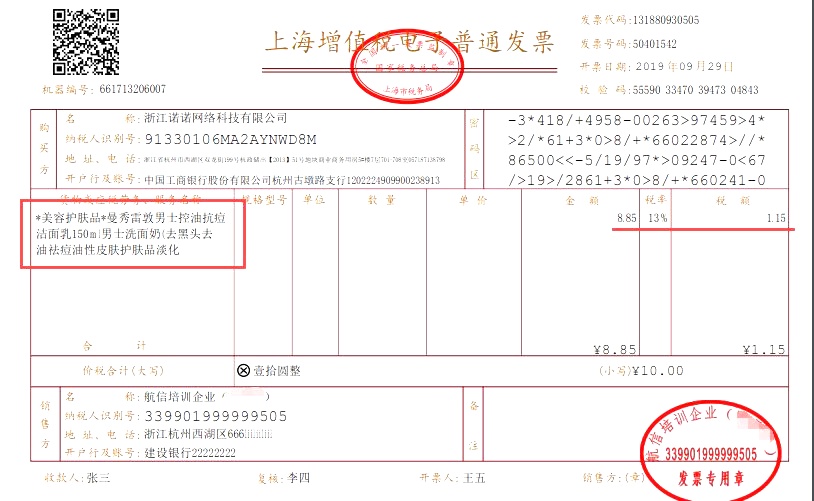 上海增值税电子普通发票
发票代码:131880930505
发票号码:50401542
开票日期:2019年09月29日
校 验 码:55590 33470 39473 04843
机器编号:661713206007
国家税务总局
上海市税务局
购买方
名 称:浙江诺诺网络科技有限公司
纳税人识别号:91330106MA2AYNWD8M
地 址、电 话:
开户行及账号:中国工商银行股份有限公司杭州古墩路支行1202224909900238913
密码区
-3*418/+4958-00263>97459>4*
>2/*61+3*0>8/+*66022874>//*
86500<<-5/19/97*>09247-0<67
/>19>/2861+3*0>8/+*660241-0
货物或应税劳务、服务名称 规格型号 单位 数 量 单 价 金 额 税率 税 额
*美容护肤品*曼秀雷敦男士控油抗痘 8.85 13% 1.15
洁面乳150ml男士洗面奶(去黑头去
油祛痘油性皮肤护肤品淡化
合 计 ¥8.85 ¥1.15
价税合计(大写) ⊗壹拾圆整 (小写)¥10.00
销售方
名 称:航信培训企业(
纳税人识别号:339901999999505
地 址、电 话:浙江杭州西湖区666
开户行及账号:建设银行22222222
备注
航信培训企业(
339901999999505
发票专用章
收款人:张三 复核:李四 开票人:王五 销售方:(章)